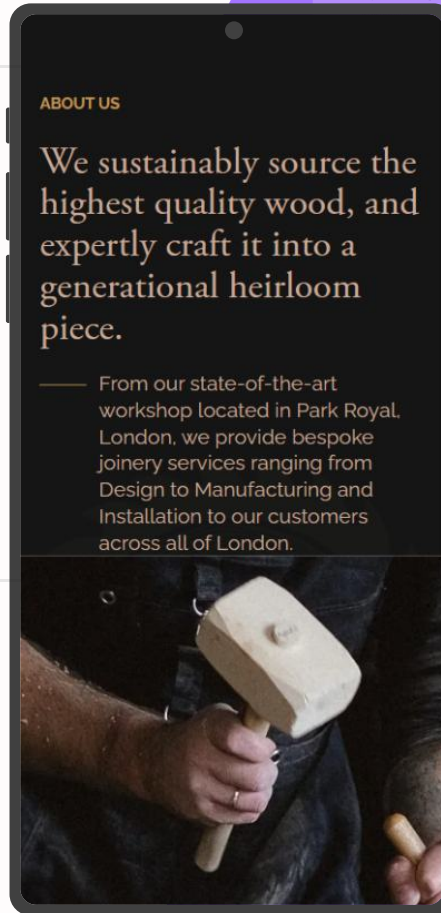 ABOUT US
We sustainably source the
highest quality wood, and
expertly craft it into a
generational heirloom
piece.
From our state-of-the-art
workshop located in Park Royal,
London, we provide bespoke
joinery services ranging from
Design to Manufacturing and
Installation to our customers
across all of London.